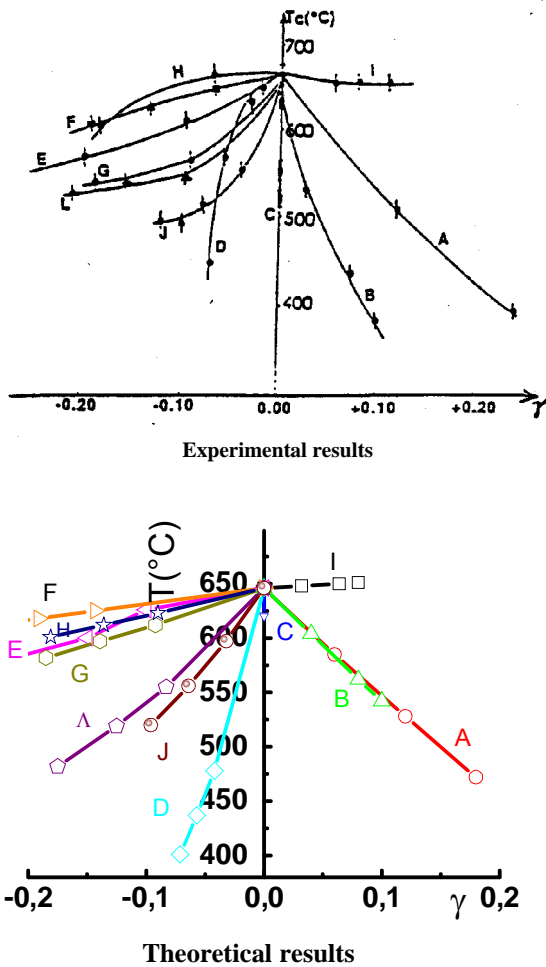 Tc(°C)
700
H
I
F
600
E
G
L
C
500
J
D
A
B
400
-0.20 -0.10 0.00 +0.10 +0.20 γ
Experimental results
T(°C)
650
I
F
H
600
C
E
G
B
550
Λ
J
A
500
D
450
400
-0,2 -0,1 0,0 0,1 γ 0,2
Theoretical results